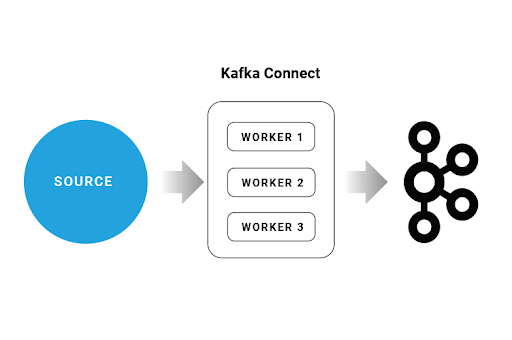 Kafka Connect
SOURCE
WORKER 1
WORKER 2
WORKER 3